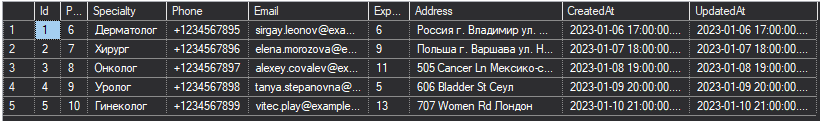 Id P... Specialty Phone Email Exp... Address CreatedAt UpdatedAt
1 1 6 Дерматолог +1234567895 sirgay.leonov@exa... 6 Россия г. Владимир ул. ... 2023-01-06 17:00:00.... 2023-01-06 17:00:00....
2 2 7 Хирург +1234567896 elena.morozova@e... 9 Польша г. Варшава ул. Н... 2023-01-07 18:00:00.... 2023-01-07 18:00:00....
3 3 8 Онколог +1234567897 alexey.covalev@ex... 11 505 Cancer Ln Мексико-с... 2023-01-08 19:00:00.... 2023-01-08 19:00:00....
4 4 9 Уролог +1234567898 tanya.stepanovna@... 5 606 Bladder St Сеул 2023-01-09 20:00:00.... 2023-01-09 20:00:00....
5 5 10 Гинеколог +1234567899 vitec.play@example... 13 707 Women Rd Лондон 2023-01-10 21:00:00.... 2023-01-10 21:00:00....